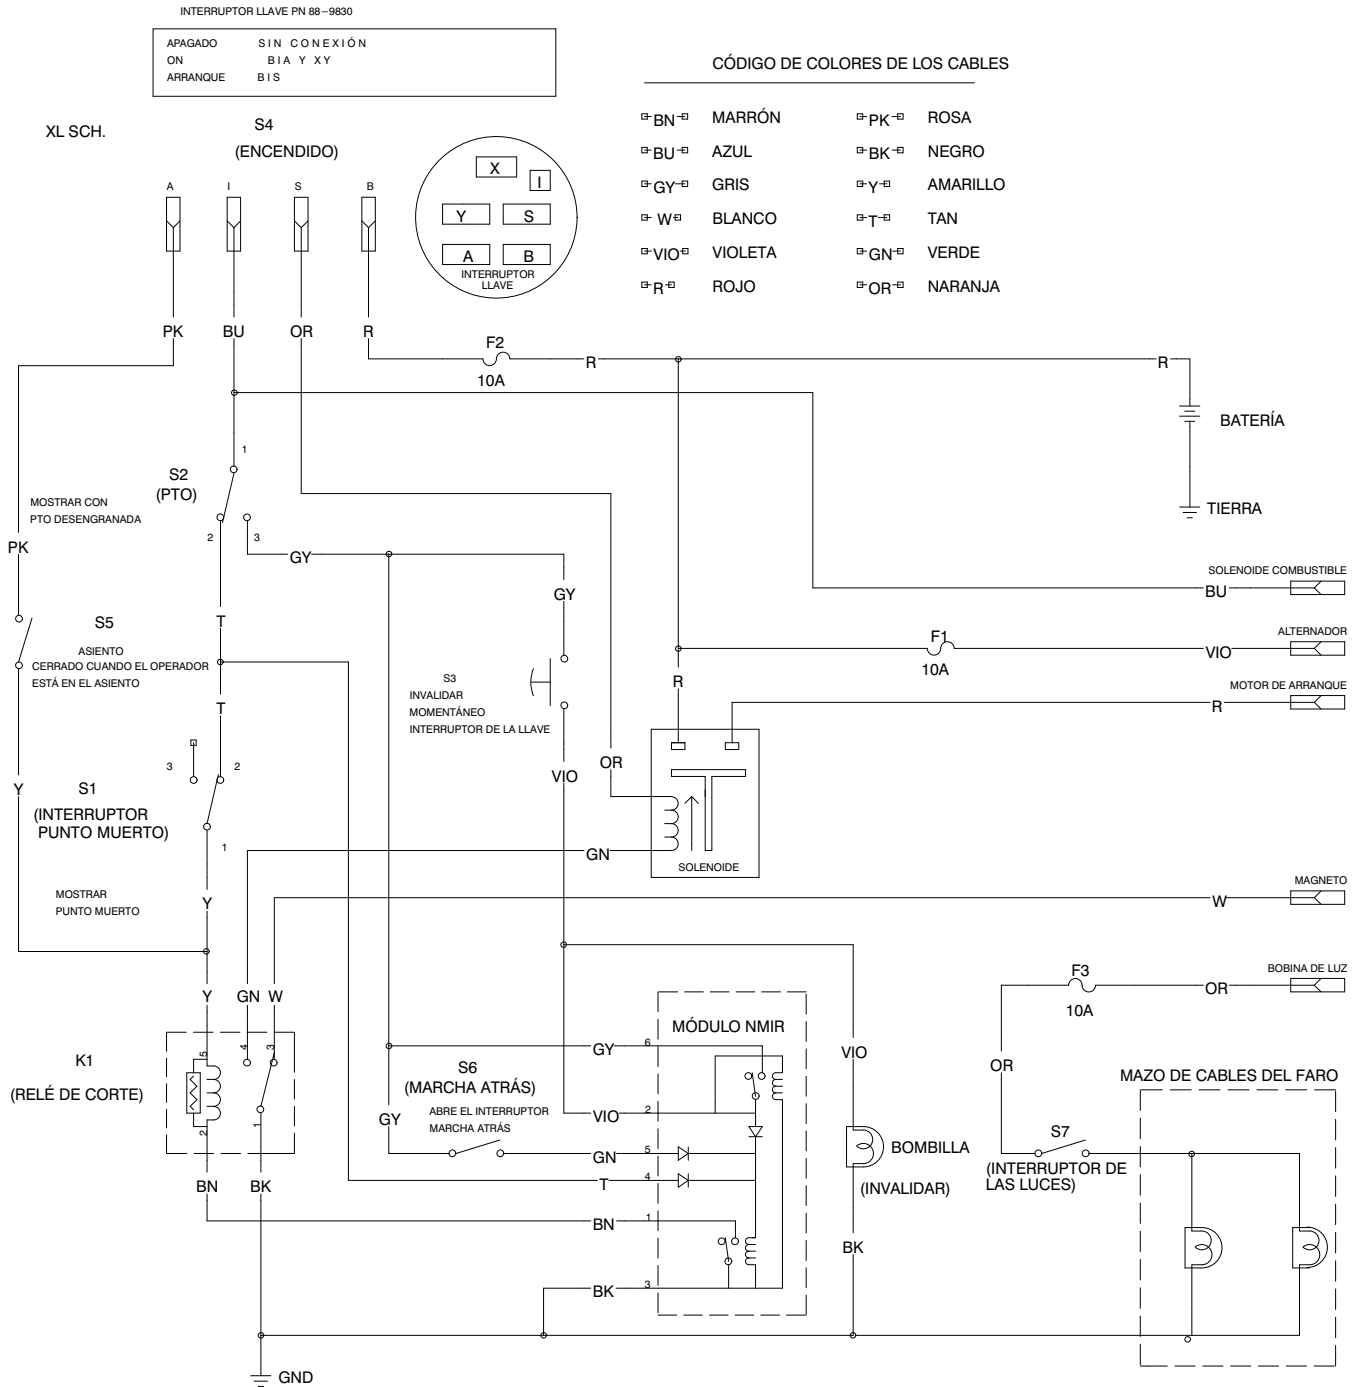 INTERRUPTOR LLAVE PN 88-9830
APAGADO SIN CONEXIÓN
ON BIA Y XY
ARRANQUE BIS
CÓDIGO DE COLORES DE LOS CABLES
BN MARRÓN PK ROSA
BU AZUL BK NEGRO
GY GRIS Y AMARILLO
W BLANCO T TAN
VIO VIOLETA GN VERDE
R ROJO OR NARANJA
XL SCH.
S4
(ENCENDIDO)
A I S B
X
I
Y S
A B
INTERRUPTOR
LLAVE
PK BU OR R
F2
10A
R
R
BATERÍA
TIERRA
1
S2
(PTO)
MOSTRAR CON
PTO DESENGRANADA
2 3
PK
GY
GY
SOLENOIDE COMBUSTIBLE
BU
T
S5
ASIENTO
CERRADO CUANDO EL OPERADOR
ESTÁ EN EL ASIENTO
F1
10A
ALTERNADOR
VIO
S3
INVALIDAR
MOMENTÁNEO
INTERRUPTOR DE LA LLAVE
R
MOTOR DE ARRANQUE
R
T
3 2
S1
(INTERRUPTOR
PUNTO MUERTO)
1
Y
VIO
OR
GN
SOLENOIDE
MOSTRAR
PUNTO MUERTO
Y
MAGNETO
W
Y GN W
F3
10A
BOBINA DE LUZ
OR
K1
(RELÉ DE CORTE)
5 4 3
2 1
MÓDULO NMIR
GY 6
S6
(MARCHA ATRÁS)
ABRE EL INTERRUPTOR
MARCHA ATRÁS
GY
VIO 2
GN 5
T 4
BN 1
BK 3
VIO
BOMBILLA
(INVALIDAR)
BK
OR
MAZO DE CABLES DEL FARO
S7
(INTERRUPTOR DE
LAS LUCES)
BN BK
GND